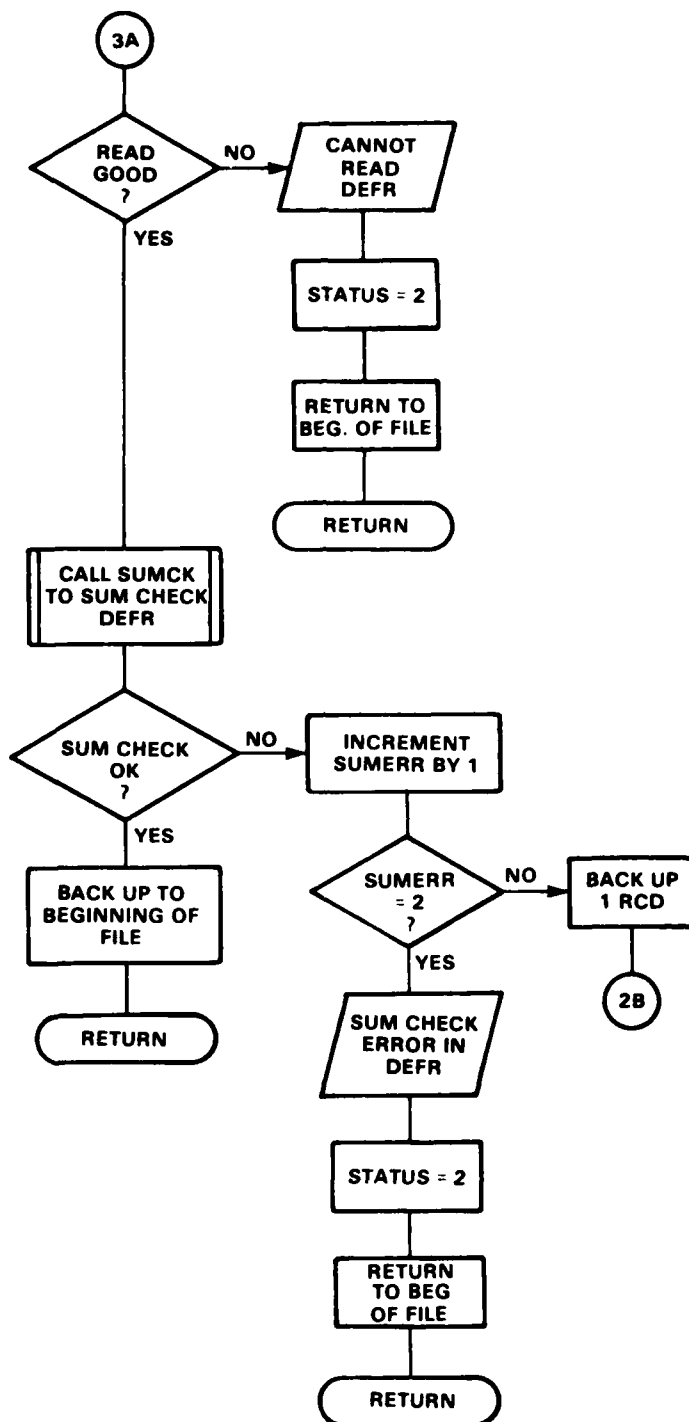 3A
READ
GOOD
?
NO
YES
CANNOT
READ
DEFR
STATUS = 2
RETURN TO
BEG. OF FILE
RETURN
CALL SUMCK
TO SUM CHECK
DEFR
SUM CHECK
OK
?
NO
YES
INCREMENT
SUMERR BY 1
BACK UP TO
BEGINNING OF
FILE
RETURN
SUMERR
= 2
?
NO
YES
BACK UP
1 RCD
2B
SUM CHECK
ERROR IN
DEFR
STATUS = 2
RETURN
TO BEG
OF FILE
RETURN